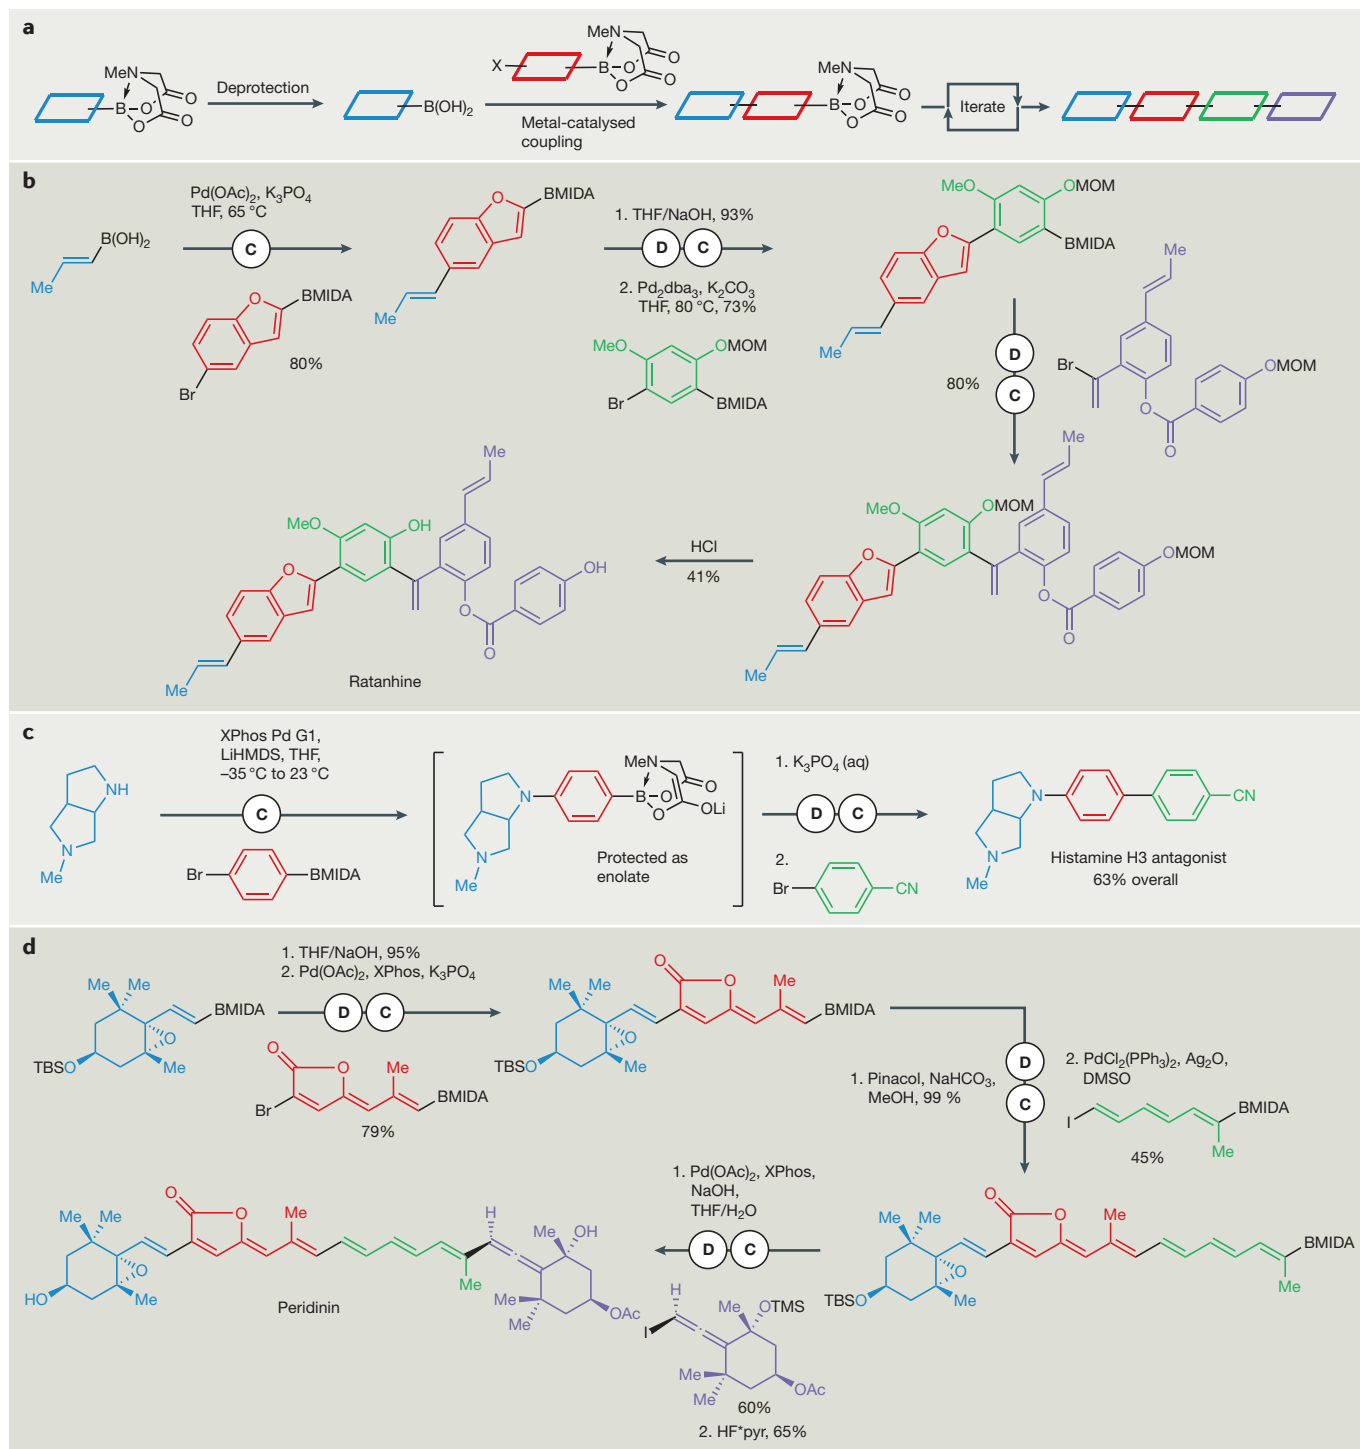 a
MeN
B
O
O
O
O
Deprotection
B(OH)₂
X
MeN
B
O
O
O
O
Metal-catalysed
coupling
MeN
B
O
O
O
O
Iterate
b
B(OH)₂
Me
Pd(OAc)₂, K₃PO₄
THF, 65 °C
C
O
BMIDA
Br
80%
O
BMIDA
Me
1. THF/NaOH, 93%
D
C
2. Pd₂dba₃, K₂CO₃
THF, 80 °C, 73%
MeO
OMOM
Br
BMIDA
MeO
OMOM
BMIDA
O
Me
80%
D
C
Me
Br
OMOM
O
O
Me
MeO
OMOM
OMOM
O
O
O
Me
HCl
41%
Me
MeO
OH
OH
O
O
O
Me
Ratanhine
c
NH
N
Me
XPhos Pd G1,
LiHMDS, THF,
–35 °C to 23 °C
C
Br
BMIDA
MeN
O
N
B
O
O
OLi
N
Me
Protected as
enolate
1. K₃PO₄ (aq)
D
C
2.
Br
CN
N
CN
N
Me
Histamine H3 antagonist
63% overall
d
Me
Me
BMIDA
O
TBSO
Me
1. THF/NaOH, 95%
2. Pd(OAc)₂, XPhos, K₃PO₄
D
C
O
O
Me
Br
BMIDA
79%
O
O
Me
Me
Me
BMIDA
O
TBSO
Me
1. Pinacol, NaHCO₃,
MeOH, 99 %
D
C
2. PdCl₂(PPh₃)₂, Ag₂O,
DMSO
I
BMIDA
Me
45%
O
O
Me
Me
Me
BMIDA
O
Me
TBSO
Me
1. Pd(OAc)₂, XPhos,
NaOH,
THF/H₂O
D
C
H
Me
OTMS
I
Me
Me
OAc
60%
2. HF*pyr, 65%
O
O
Me
Me
Me
H
Me
OH
O
Me
HO
Me
Me
Me
OAc
Peridinin